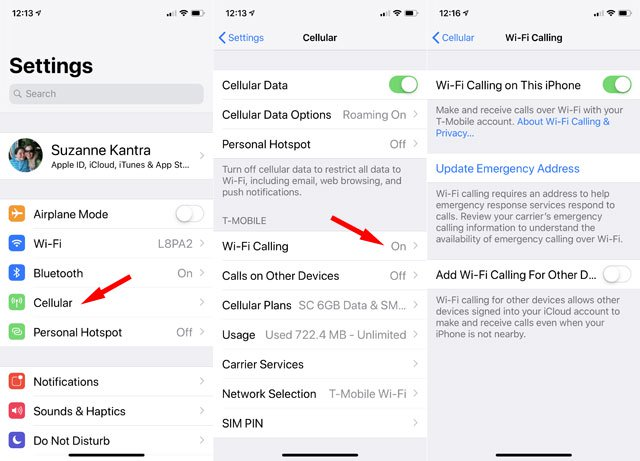 12:13
Settings
Search
Suzanne Kantra
Apple ID, iCloud, iTunes & App St...
Airplane Mode
Wi-Fi L8PA2
Bluetooth On
Cellular
Personal Hotspot Off
Notifications
Sounds & Haptics
Do Not Disturb
12:13
Settings Cellular
Cellular Data
Cellular Data Options Roaming On
Personal Hotspot Off
Turn off cellular data to restrict all data to
Wi-Fi, including email, web browsing, and
push notifications.
T-MOBILE
Wi-Fi Calling On
Calls on Other Devices Off
Cellular Plans SC 6GB Data & SM...
Usage Used 722.4 MB - Unlimited
Carrier Services
Network Selection T-Mobile Wi-Fi
SIM PIN
12:16
Cellular Wi-Fi Calling
Wi-Fi Calling on This iPhone
Make and receive calls over Wi-Fi with your
T-Mobile account. About Wi-Fi Calling &
Privacy...
Update Emergency Address
Wi-Fi calling requires an address to help
emergency response services respond to
calls. Review your carrier's emergency
calling information to understand the
availability of emergency calling over Wi-Fi.
Add Wi-Fi Calling For Other D...
Wi-Fi calling for other devices allows other
devices signed into your iCloud account to
make and receive calls even when your
iPhone is not nearby.